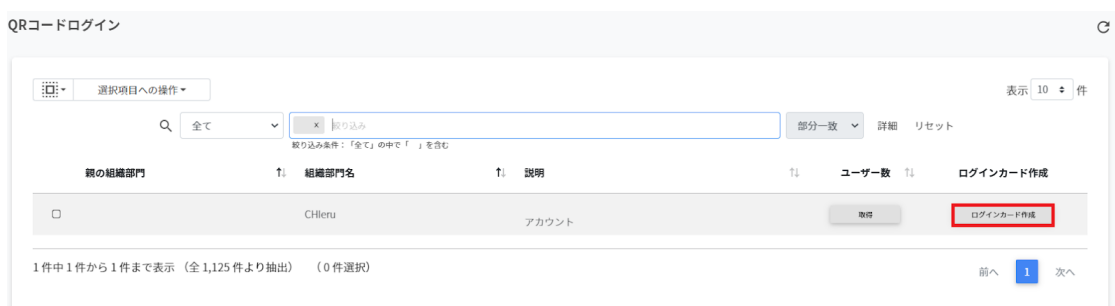 QRコードログイン
選択項目への操作
表示 10 件
全て × 絞り込み 部分一致 詳細 リセット
絞り込み条件：「全て」の中で「 」を含む
親の組織部門 ↑↓ 組織部門名 ↑↓ 説明 ↑↓ ユーザー数 ↑↓ ログインカード作成
CHIeru アカウント 取得 ログインカード作成
1 件中 1 件から 1 件まで表示 （全 1,125 件より抽出） （ 0 件選択）
前へ 1 次へ